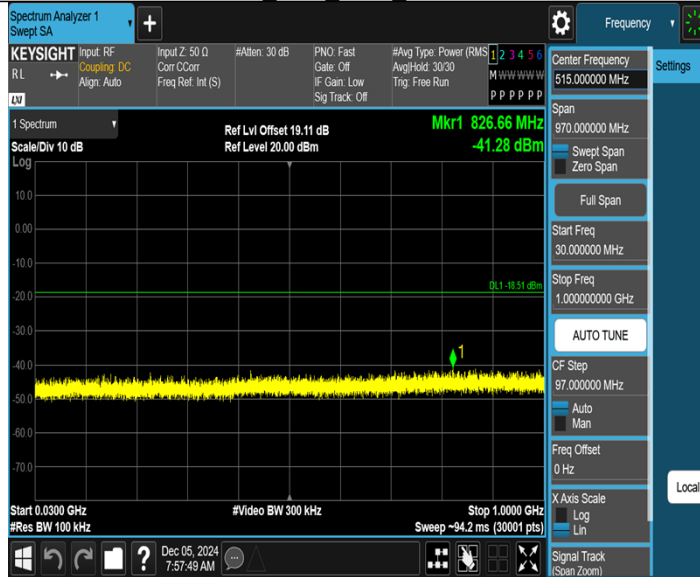 Spectrum Analyzer 1
Swept SA
Frequency
KEYSIGHT
RL
LXI
Input: RF
Coupling: DC
Align: Auto
Input Z: 50 Ω
Corr CCorr
Freq Ref: Int (S)
#Atten: 30 dB
PNO: Fast
Gate: Off
IF Gain: Low
Sig Track: Off
#Avg Type: Power (RMS
Avg|Hold: 30/30
Trig: Free Run
1 2 3 4 5 6
M W W W W W
P P P P P P
Center Frequency
515.000000 MHz
Settings
Span
970.000000 MHz
Swept Span
Zero Span
Full Span
Start Freq
30.000000 MHz
Stop Freq
1.000000000 GHz
AUTO TUNE
CF Step
97.000000 MHz
Auto
Man
Freq Offset
0 Hz
X Axis Scale
Log
Lin
Signal Track
(Span Zoom)
Local
1 Spectrum
Scale/Div 10 dB
Log
Ref Lvl Offset 19.11 dB
Ref Level 20.00 dBm
Mkr1 826.66 MHz
-41.28 dBm
10.0
0.00
-10.0
-20.0
-30.0
-40.0
-50.0
-60.0
-70.0
DL1 -18.51 dBm
1
Start 0.0300 GHz
#Res BW 100 kHz
#Video BW 300 kHz
Stop 1.0000 GHz
Sweep ~94.2 ms (30001 pts)
?
Dec 05, 2024
7:57:49 AM